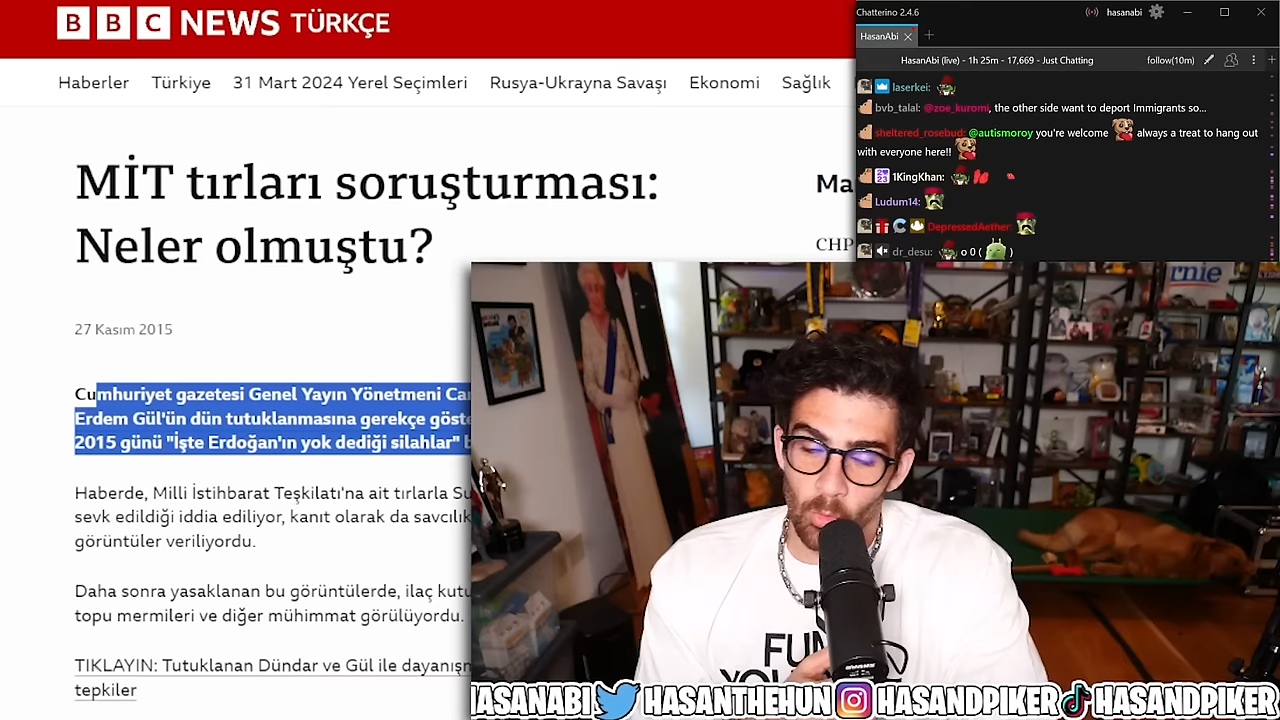 BBC NEWS TÜRKÇE
Haberler Türkiye 31 Mart 2024 Yerel Seçimleri Rusya-Ukrayna Savaşı Ekonomi Sağlık
MİT tırları soruşturması:
Neler olmuştu?
27 Kasım 2015
Cumhuriyet gazetesi Genel Yayın Yönetmeni
Erdem Gül'ün dün tutuklanmasına gerekçe
2015 günü "İşte Erdoğan'ın yok dediği silahlar"
Haberde, Milli İstihbarat Teşkilatı'na ait tırlarla
sevk edildiği iddia ediliyor, kanıt olarak da savcılık
görüntüler veriliyordu.
Daha sonra yasaklanan bu görüntülerde, ilaç
topu mermileri ve diğer mühimmat görülüyordu.
TIKLAYIN: Tutuklanan Dündar ve Gül ile
tepkiler
CHP
Chatterino 2.4.6
hasanabi
HasanAbi
HasanAbi (live) - 1h 25m - 17,669 - Just Chatting
follow(10m)
laserkei:
bvb_talal: @zoe_kuromi, the other side want to deport Immigrants so...
sheltered_rosebud: @autismoroy you're welcome always a treat to hang out
with everyone here!!
1KingKhan:
Ludum14:
DepressedAether:
dr_desu: o 0 ( )
HASANABI HASANTHEHUN HASANDPIKER HASANDPIKER